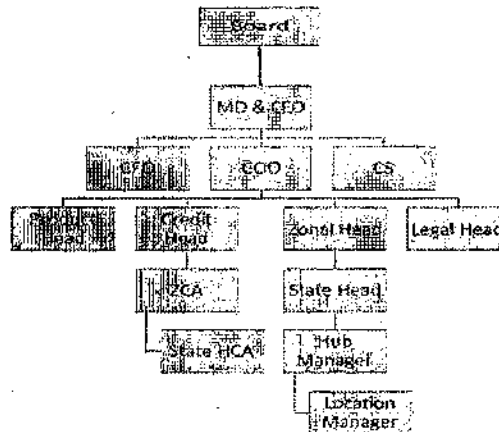 Board
MD & CEO
CFO COO CS
Head Credit Head Zonal Head Legal Head
ZCA State Head
State HCA Hub Manager
Location Manager